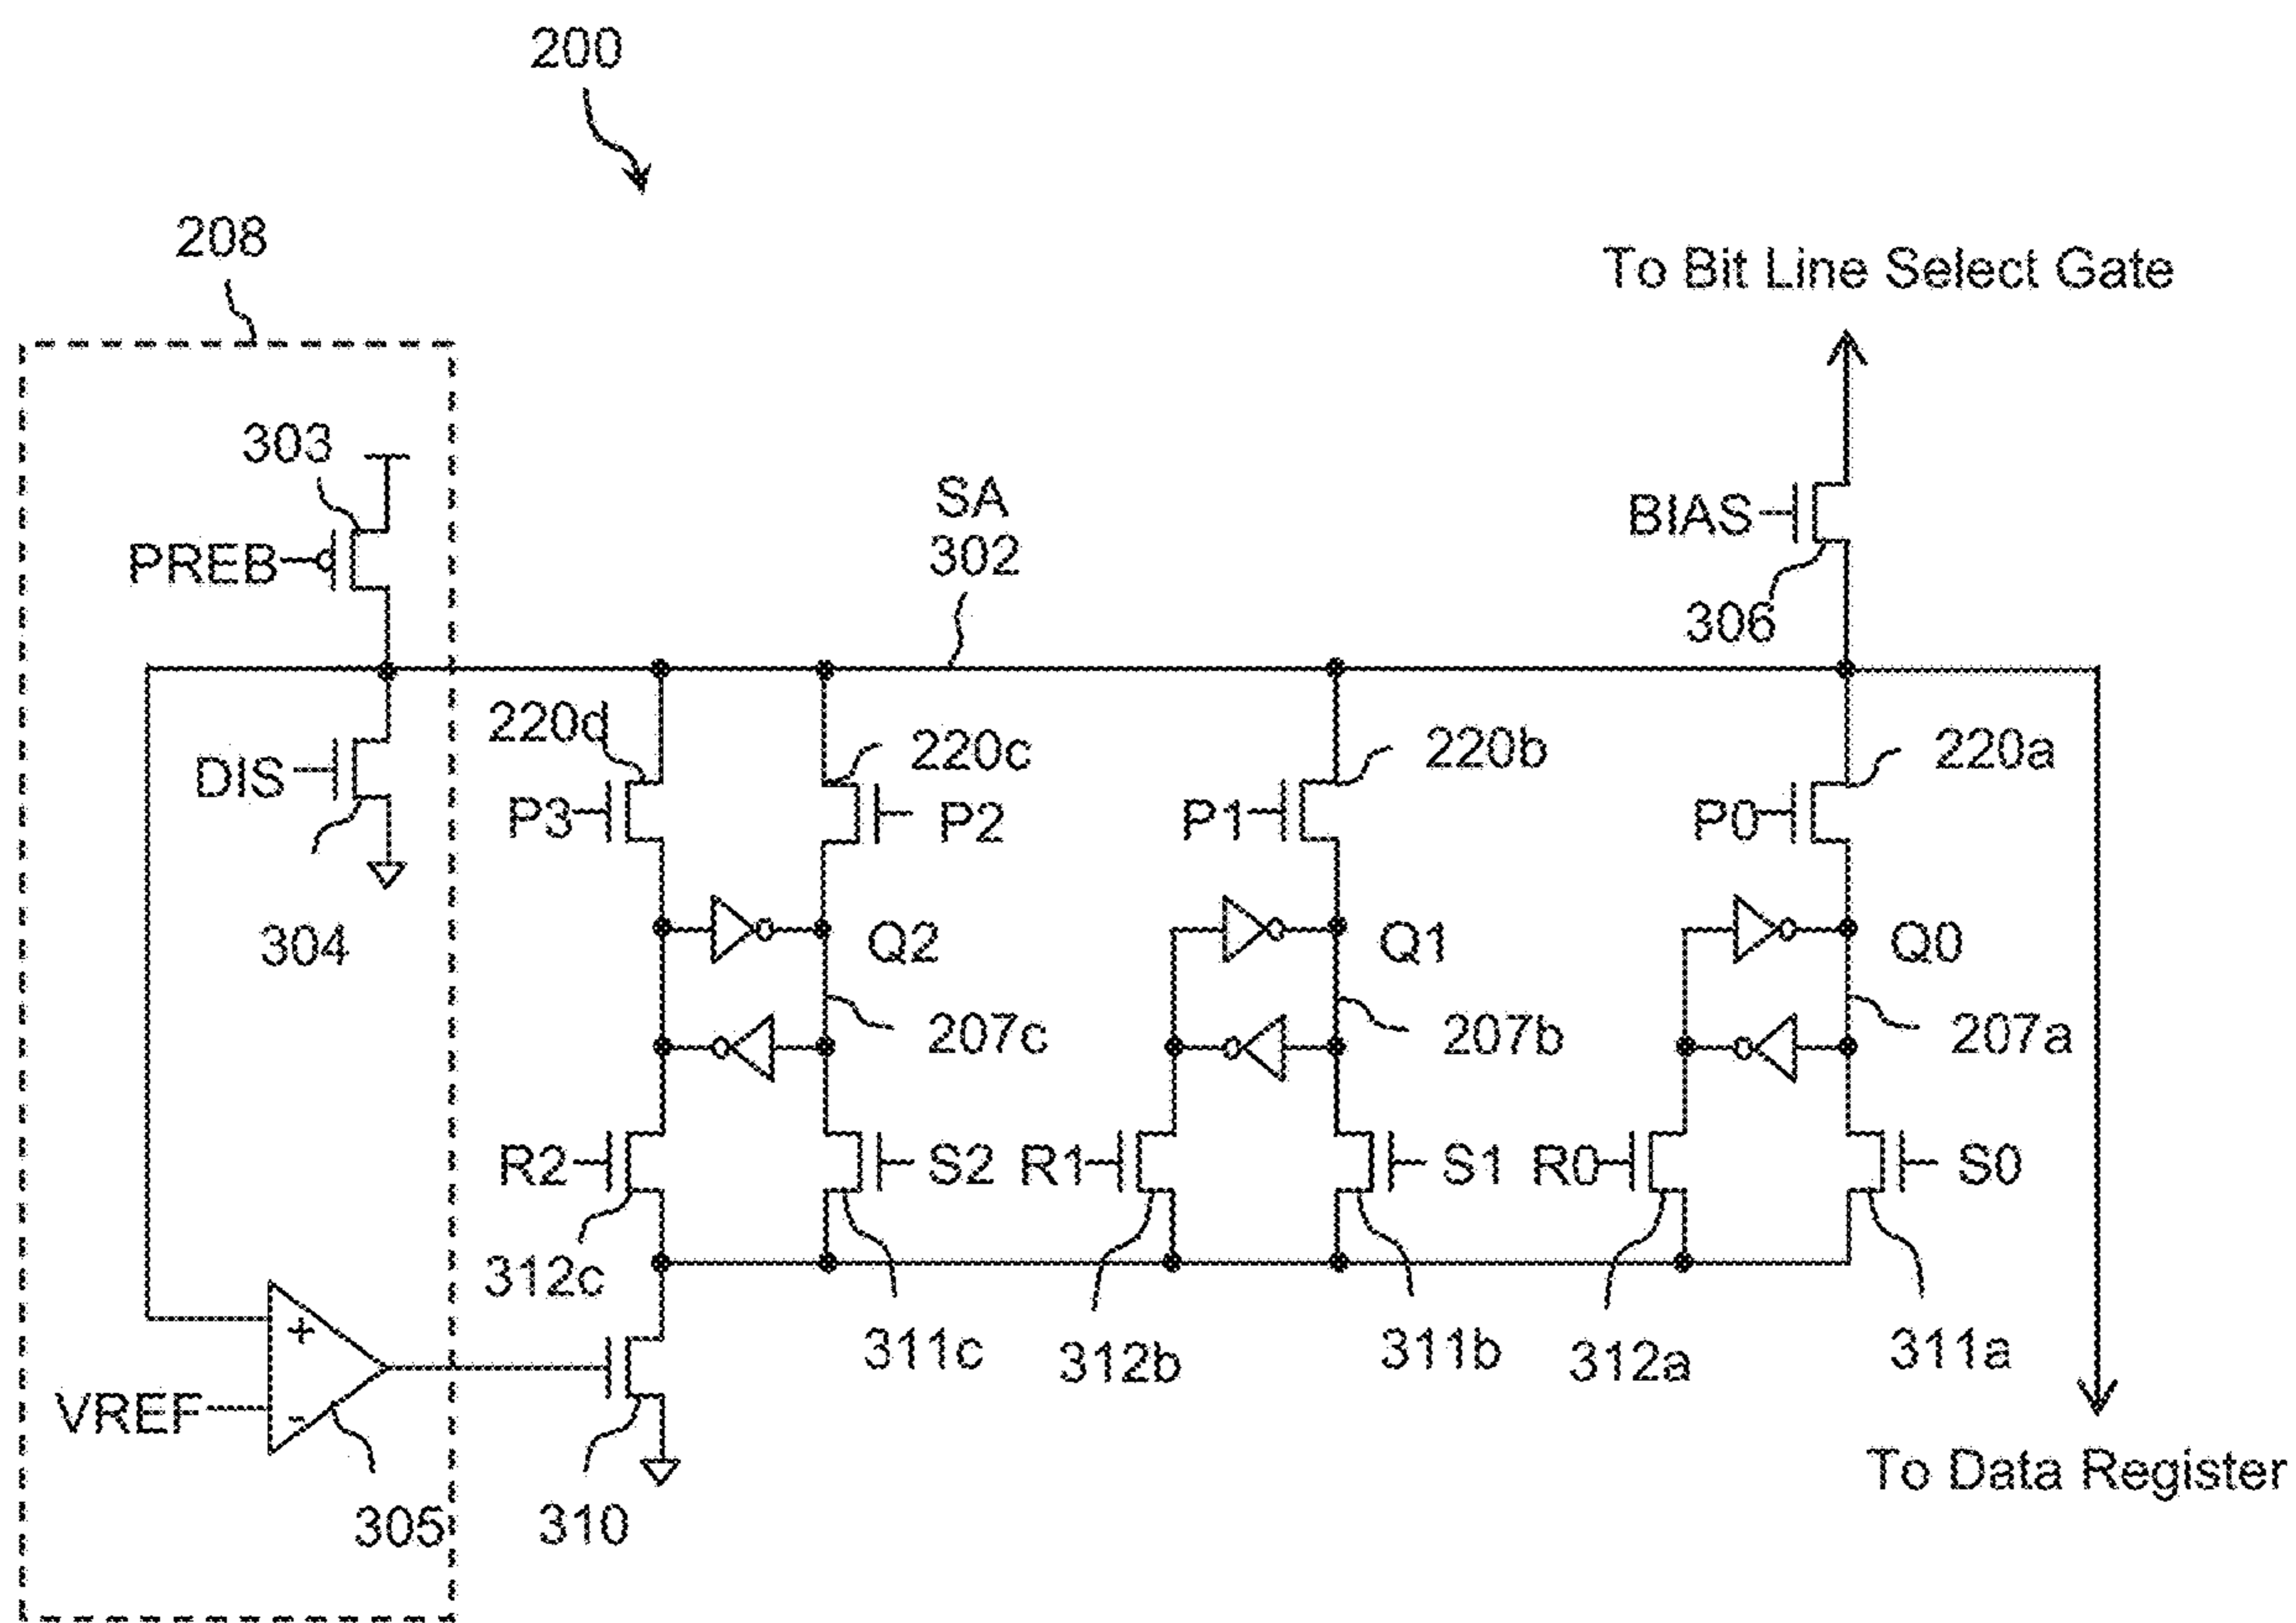 200
208
To Bit Line Select Gate
303
PREB
SA
302
BIAS
306
220d
220c
220b
220a
DIS
P3
P2
P1
P0
304
Q2
Q1
Q0
207c
207b
207a
R2
S2
R1
S1
R0
S0
312c
+
311c
312b
311b
312a
311a
VREF
-
305
310
To Data Register